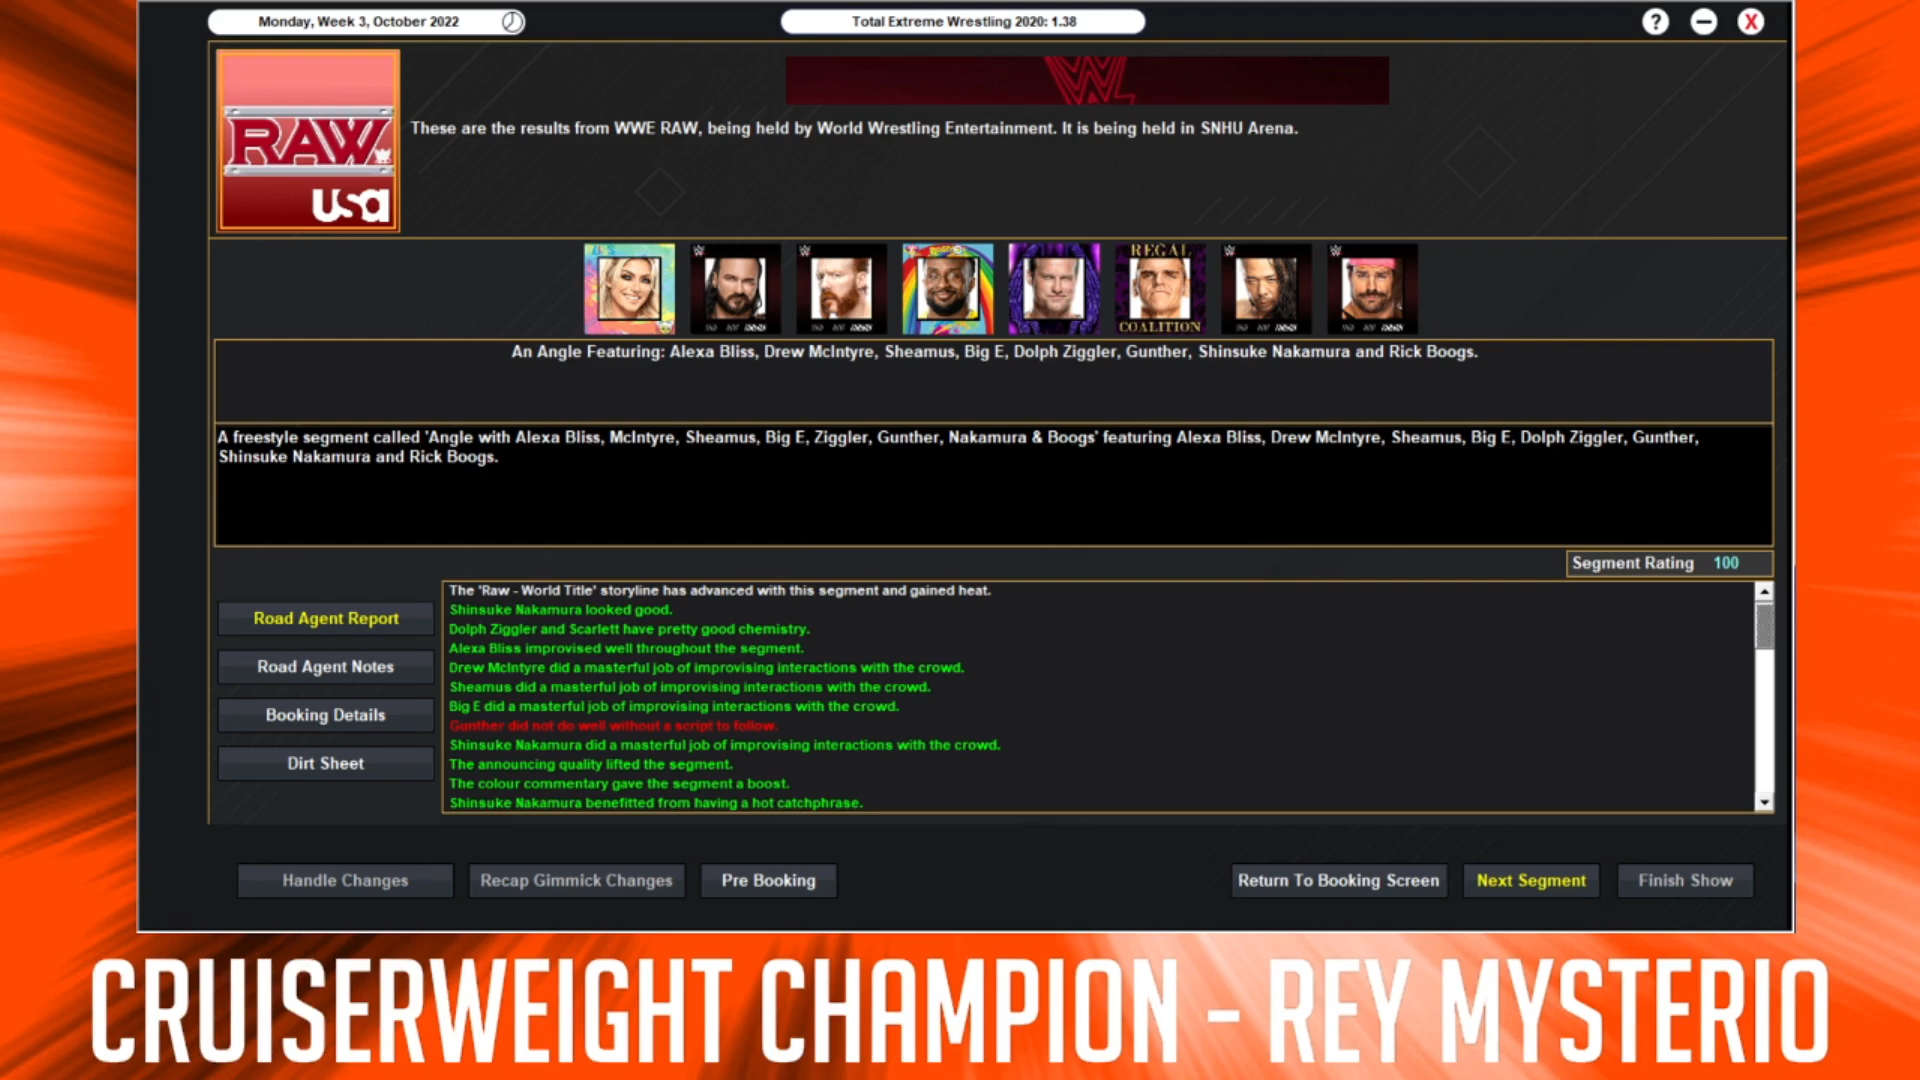 Monday, Week 3, October 2022
Total Extreme Wrestling 2020: 1.38
?
X
RAW
usa
These are the results from WWE RAW, being held by World Wrestling Entertainment. It is being held in SNHU Arena.
REGAL
COALITION
An Angle Featuring: Alexa Bliss, Drew McIntyre, Sheamus, Big E, Dolph Ziggler, Gunther, Shinsuke Nakamura and Rick Boogs.
A freestyle segment called 'Angle with Alexa Bliss, McIntyre, Sheamus, Big E, Ziggler, Gunther, Nakamura & Boogs' featuring Alexa Bliss, Drew McIntyre, Sheamus, Big E, Dolph Ziggler, Gunther,
Shinsuke Nakamura and Rick Boogs.
Segment Rating 100
Road Agent Report
Road Agent Notes
Booking Details
Dirt Sheet
The 'Raw - World Title' storyline has advanced with this segment and gained heat.
Shinsuke Nakamura looked good.
Dolph Ziggler and Scarlett have pretty good chemistry.
Alexa Bliss improvised well throughout the segment.
Drew McIntyre did a masterful job of improvising interactions with the crowd.
Sheamus did a masterful job of improvising interactions with the crowd.
Big E did a masterful job of improvising interactions with the crowd.
Gunther did not do well without a script to follow.
Shinsuke Nakamura did a masterful job of improvising interactions with the crowd.
The announcing quality lifted the segment.
The colour commentary gave the segment a boost.
Shinsuke Nakamura benefitted from having a hot catchphrase.
Handle Changes
Recap Gimmick Changes
Pre Booking
Return To Booking Screen
Next Segment
Finish Show
CRUISERWEIGHT CHAMPION - REY MYSTERIO